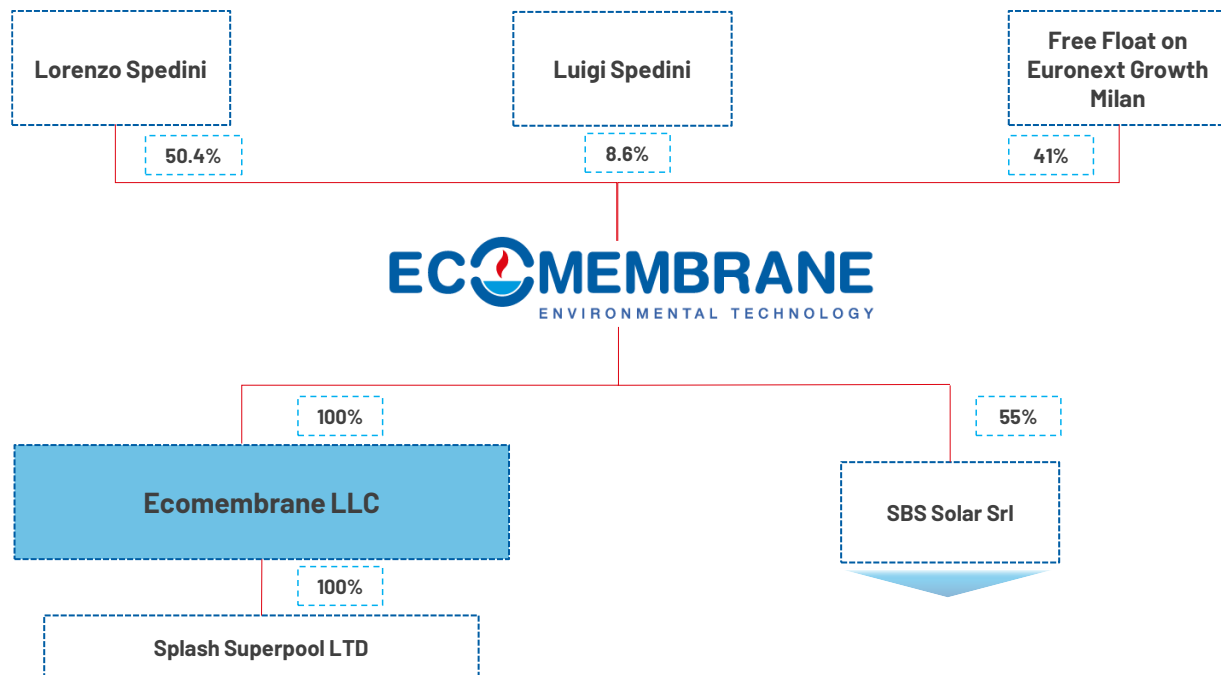 Lorenzo Spedini
Luigi Spedini
Free Float on
Euronext Growth
Milan
50.4%
8.6%
41%
ECOMEMBRANE
ENVIRONMENTAL TECHNOLOGY
100%
55%
Ecomembrane LLC
SBS Solar Srl
100%
Splash Superpool LTD